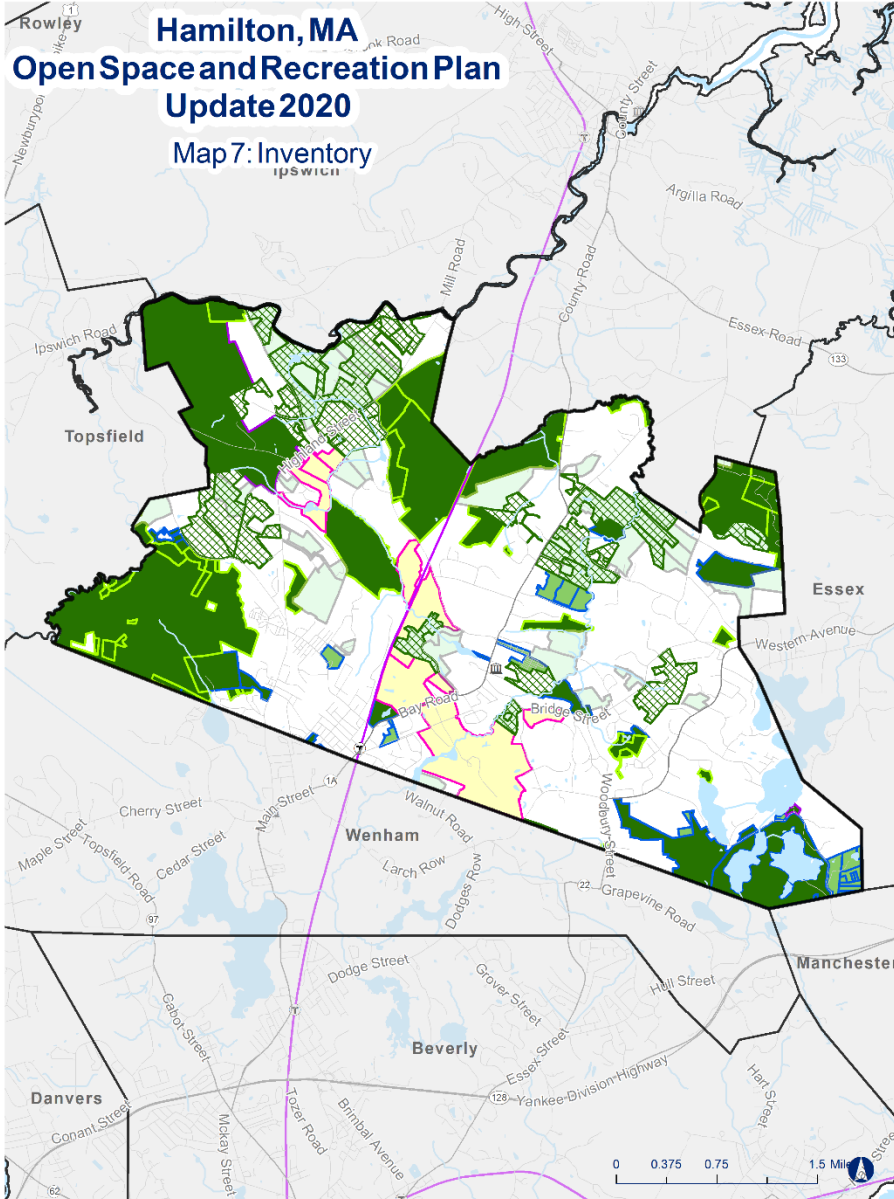 Rowley
1
Hamilton, MA
Open Space and Recreation Plan
Update 2020
Map 7: Inventory
Road
High Street
County Street
Ipswich
Argilla Road
Mill Road
County Road
Ipswich Road
Essex Road
133
Topsfield
Highland Street
Essex
Western Avenue
Bay Road
Bridge Street
T
1A
Main Street
Cherry Street
Walnut Road
Woodbury Street
Maple Street
Topsfield Road
Cedar Street
Wenham
Larch Row
Dodges Row
22
Grapevine Road
97
Manchester
Dodge Street
Hull Street
Grover Street
Cabot Street
T
Beverly
Essex Street
Danvers
128
Yankee Division Highway
Hart Street
Conant Street
Mckay Street
Tozer Road
Brimbal Avenue
62
0 0.375 0.75 1.5